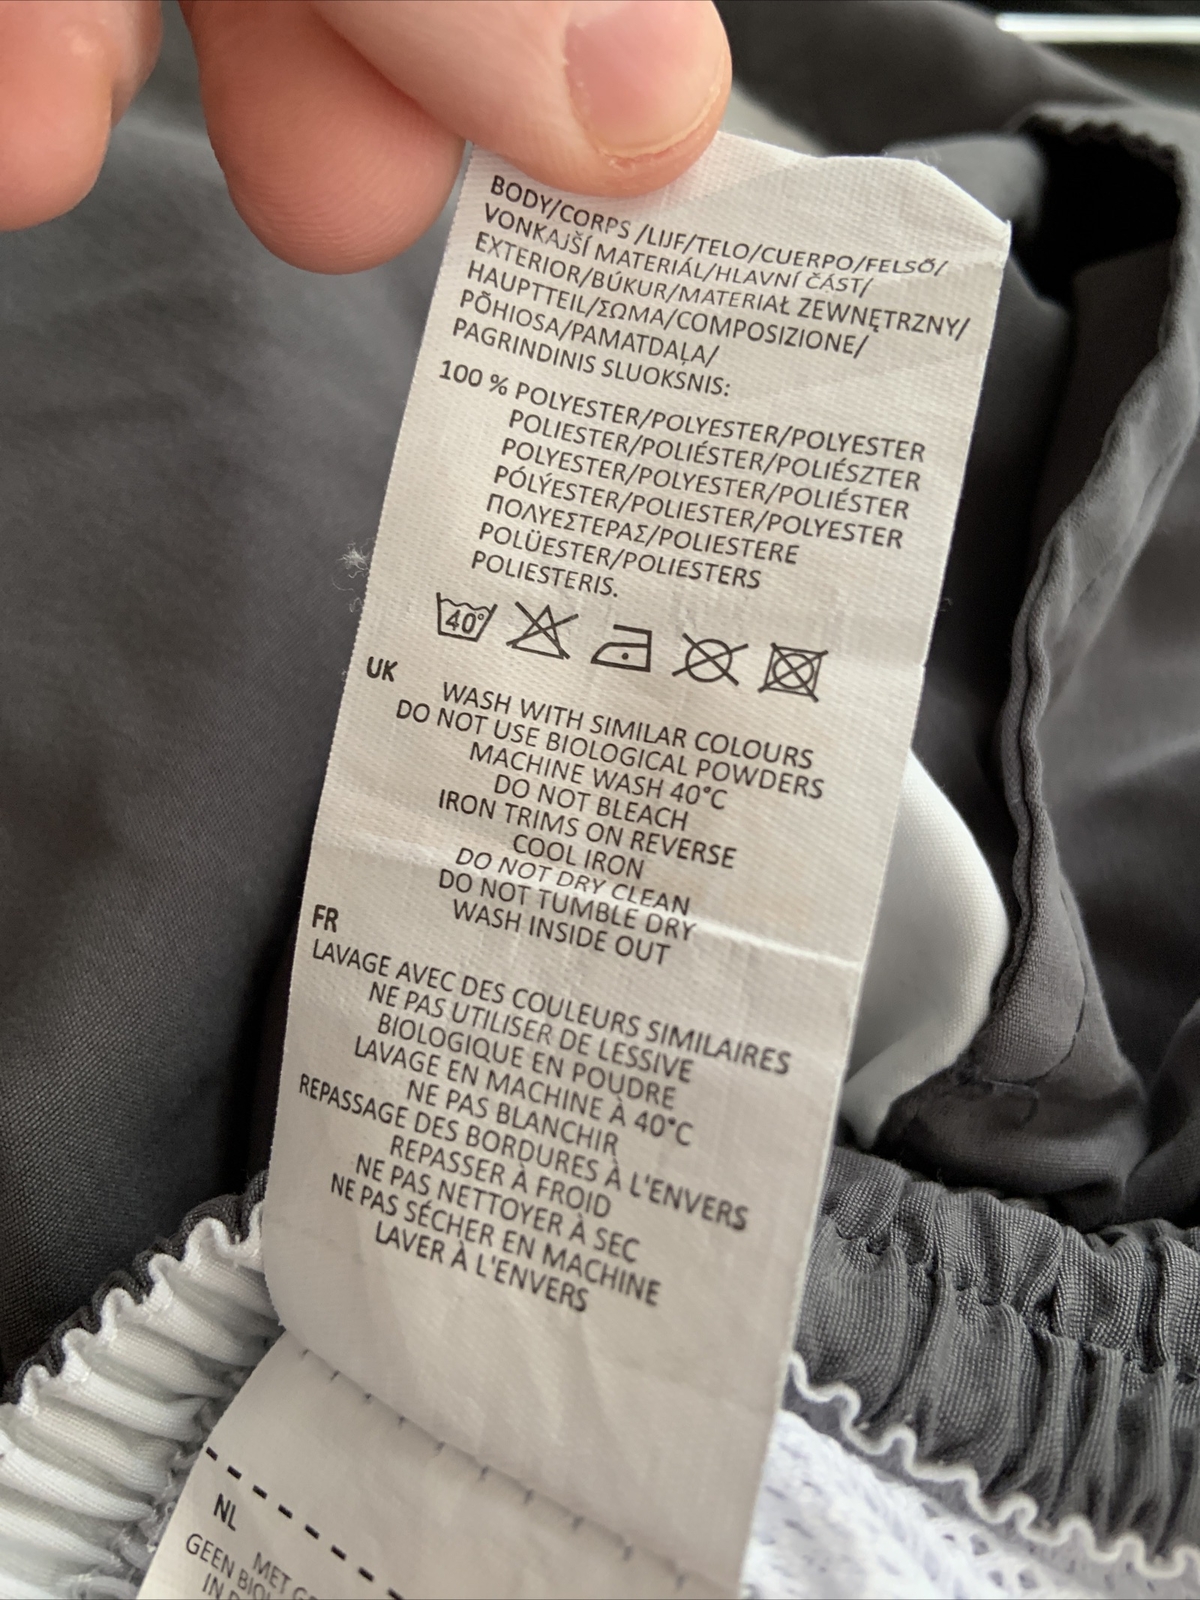 BODY/CORPS /LIJF/TELO/CUERPO/FELSŐ/
VONKAJŠÍ MATERIÁL/HLAVNÍ ČÁST/
EXTERIOR/BÚKUR/MATERIAŁ ZEWNĘTRZNY/
HAUPTTEIL/ΣΩΜΑ/COMPOSIZIONE/
PÕHIOSA/PAMATDAĻA/
PAGRINDINIS SLUOKSNIS:
100 % POLYESTER/POLYESTER/POLYESTER
POLIESTER/POLIÉSTER/POLIÉSZTER
POLYESTER/POLYESTER/POLIÉSTER
PÓLÝESTER/POLIESTER/POLYESTER
ΠΟΛΥΕΣΤΕΡΑΣ/POLIESTERE
POLÜESTER/POLIESTERS
POLIESTERIS.
40°
UK
WASH WITH SIMILAR COLOURS
DO NOT USE BIOLOGICAL POWDERS
MACHINE WASH 40°C
DO NOT BLEACH
IRON TRIMS ON REVERSE
COOL IRON
DO NOT DRY CLEAN
DO NOT TUMBLE DRY
WASH INSIDE OUT
FR
LAVAGE AVEC DES COULEURS SIMILAIRES
NE PAS UTILISER DE LESSIVE
BIOLOGIQUE EN POUDRE
LAVAGE EN MACHINE À 40°C
NE PAS BLANCHIR
REPASSAGE DES BORDURES À L'ENVERS
REPASSER À FROID
NE PAS NETTOYER À SEC
NE PAS SÉCHER EN MACHINE
LAVER À L'ENVERS
NL
MET
GEEN
IN